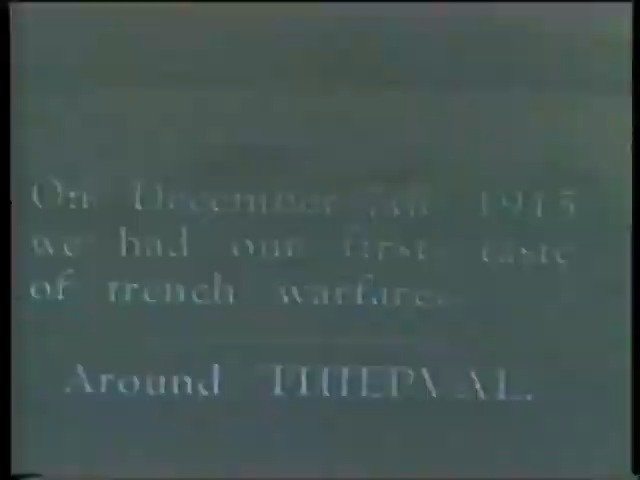 On December 1915
we had our first taste
of trench warfare.
Around THIEPVAL.